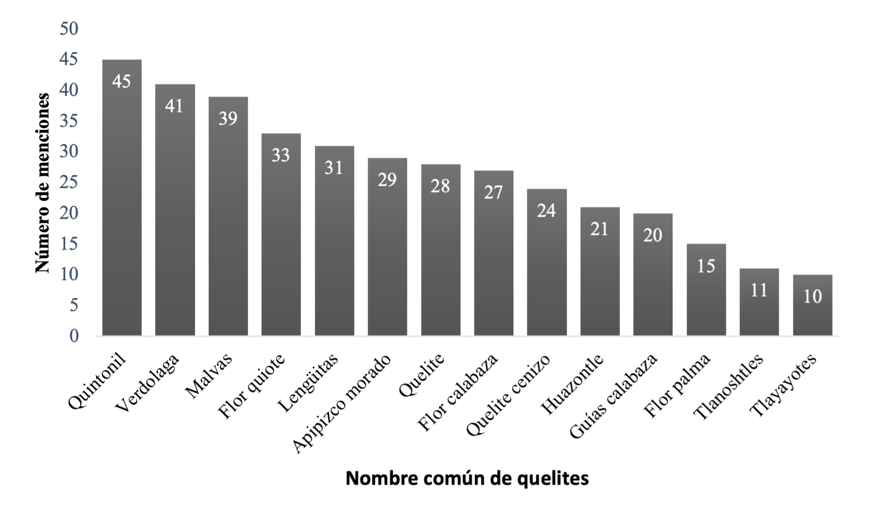 Número de menciones
50
45
40
35
30
25
20
15
10
5
0
45
41
39
33
31
29
28
27
24
21
20
15
11
10
Quintonil
Verdolaga
Malvas
Flor quiote
Lengüitas
Apipizco morado
Quelite
Flor calabaza
Quelite cenizo
Huazontle
Guías calabaza
Flor palma
Tlanoshtles
Tlayayotes
Nombre común de quelites